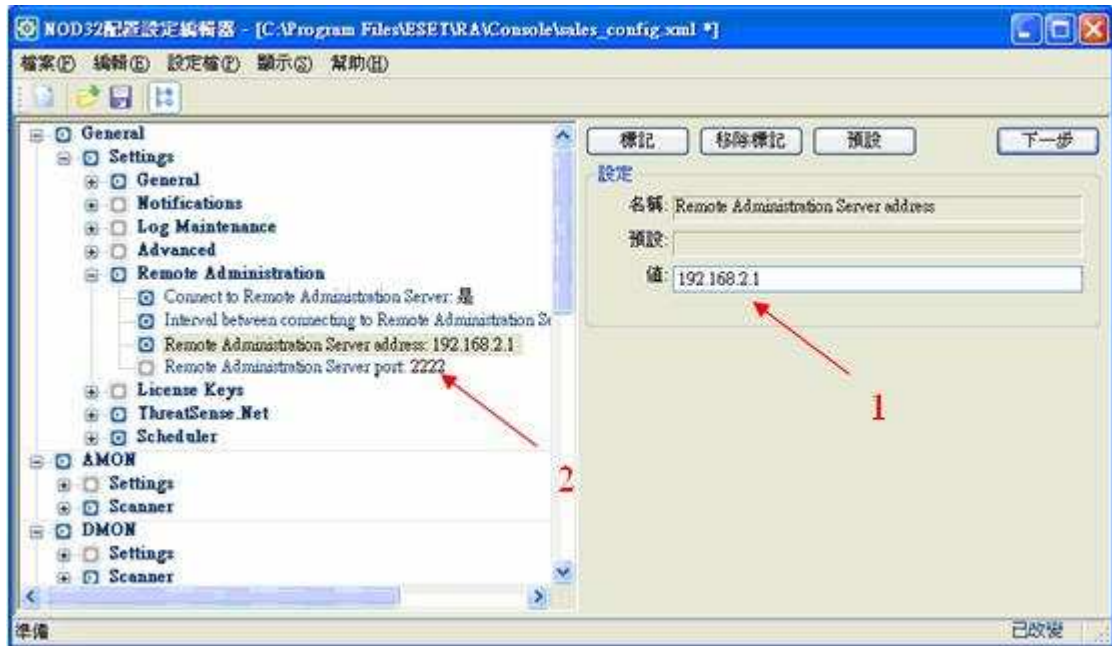 NOD32配置設定編輯器 - [C:\Program Files\ESET\RA\Console\sales_config.xml *]
檔案(F) 編輯(E) 設定檔(P) 顯示(S) 幫助(H)
General
Settings
General
Notifications
Log Maintenance
Advanced
Remote Administration
Connect to Remote Administration Server: 是
Interval between connecting to Remote Administration Se
Remote Administration Server address: 192.168.2.1
Remote Administration Server port: 2222
License Keys
ThreatSense.Net
Scheduler
AMON
Settings
Scanner
DMON
Settings
Scanner
標記 移除標記 預設 下一步
設定
名稱: Remote Administration Server address
預設:
值: 192.168.2.1
1
2
準備 已改變